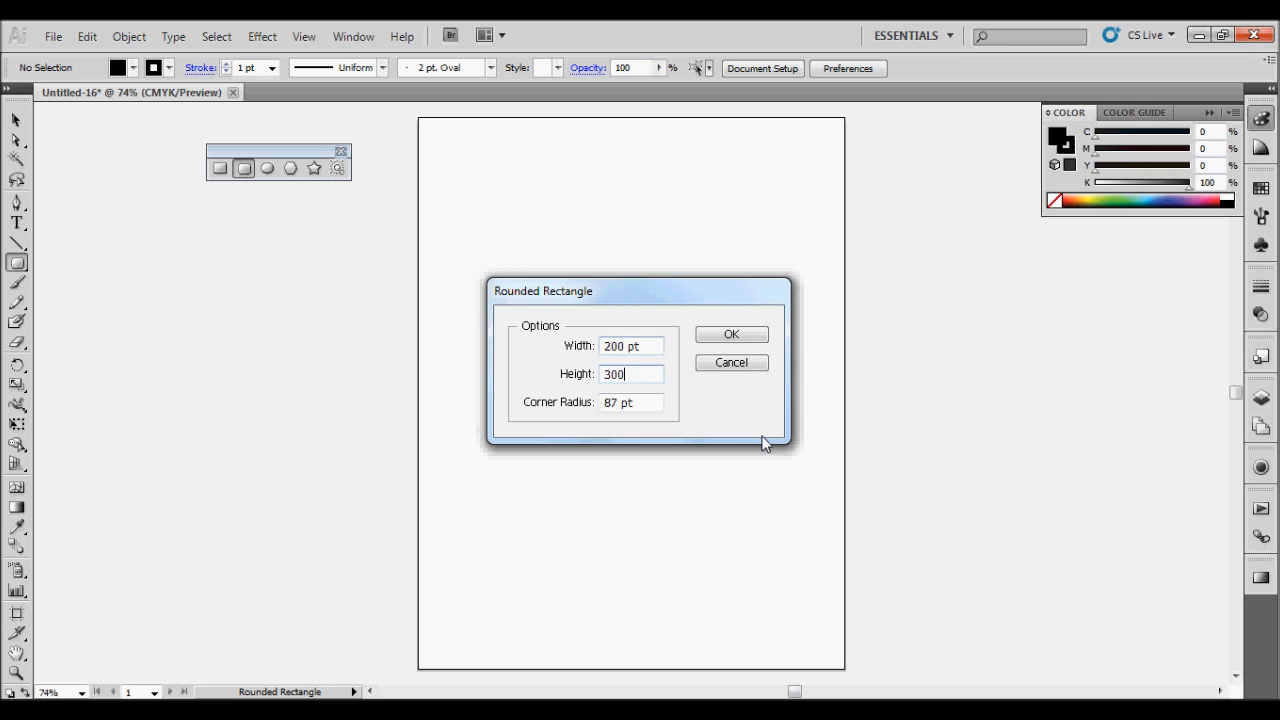 Ai File Edit Object Type Select Effect View Window Help Br ESSENTIALS CS Live
No Selection Stroke: 1 pt Uniform 2 pt. Oval Style: Opacity: 100 % Document Setup Preferences
Untitled-16* @ 74% (CMYK/Preview)
COLOR COLOR GUIDE
C 0 %
M 0 %
Y 0 %
K 100 %
Rounded Rectangle
Options
Width: 200 pt
Height: 300
Corner Radius: 87 pt
OK
Cancel
74% 1 Rounded Rectangle